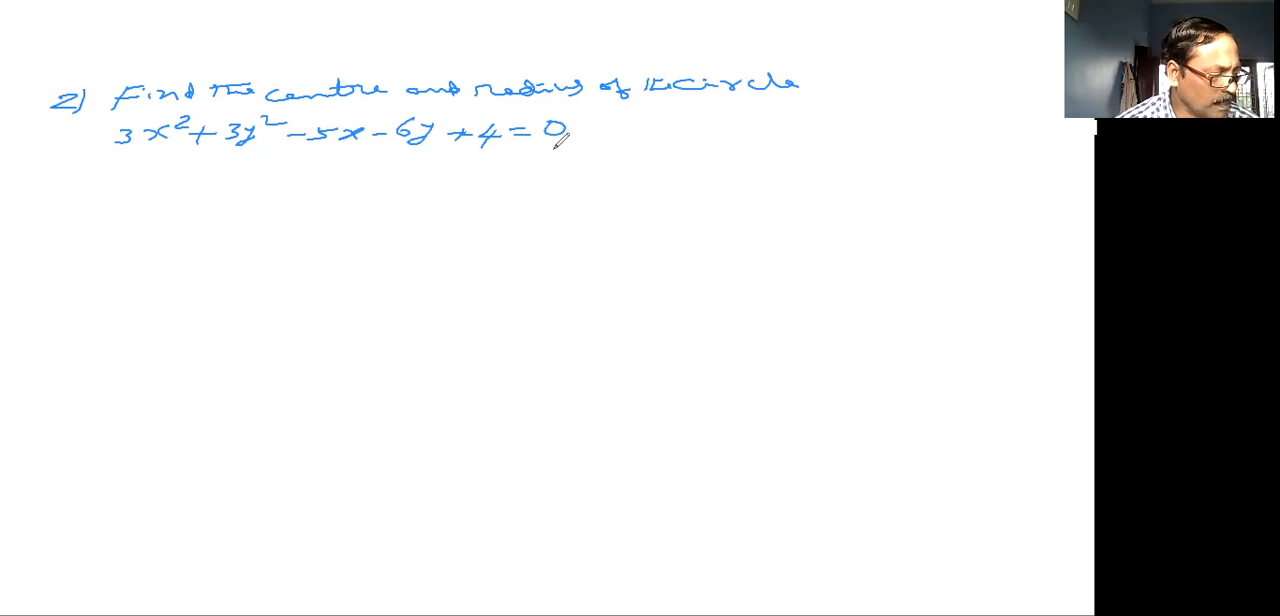 2) Find the centre and radius of the circle
3x² + 3y² - 5x - 6y + 4 = 0